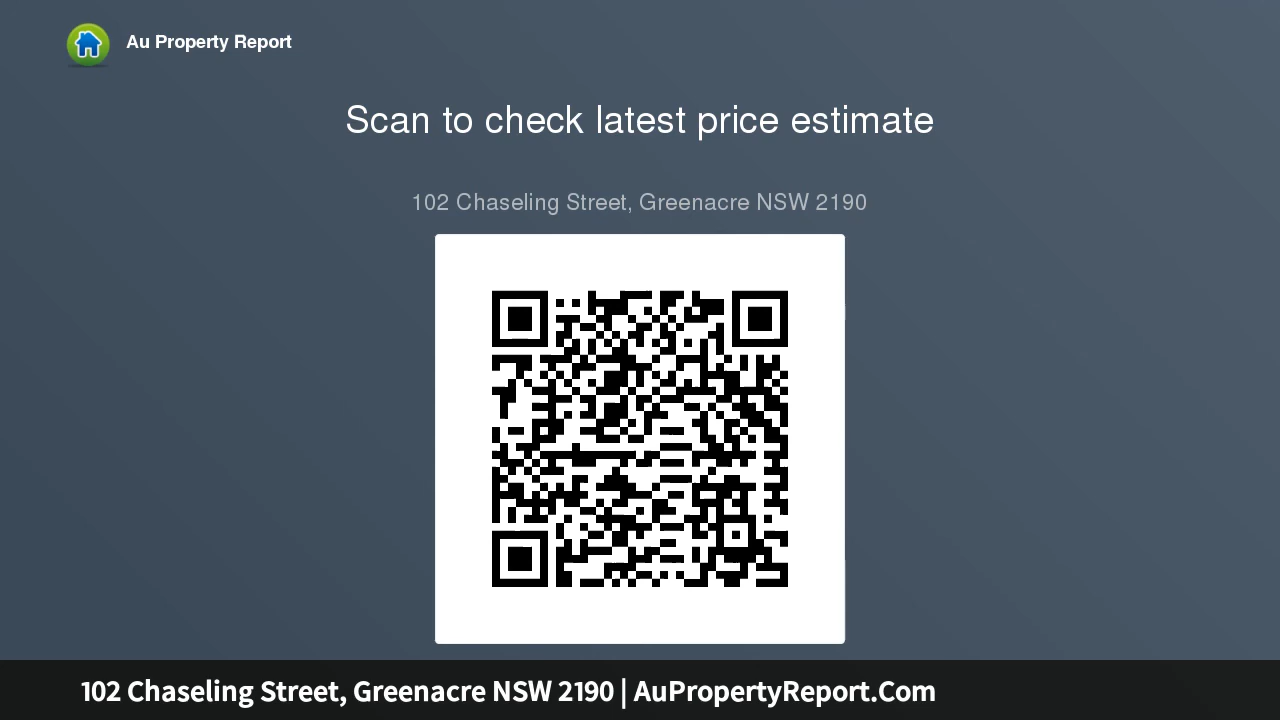 Au Property Report
Scan to check latest price estimate
102 Chaseling Street, Greenacre NSW 2190
102 Chaseling Street, Greenacre NSW 2190 | AuPropertyReport.Com